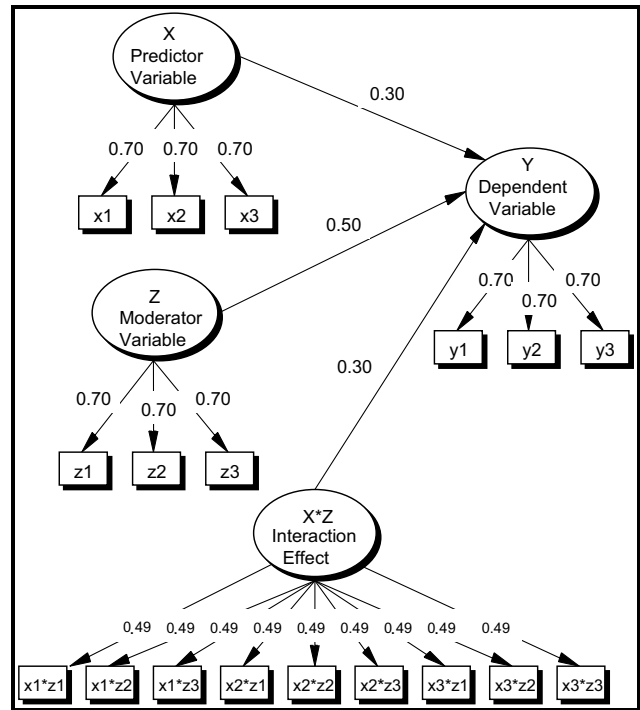 X
Predictor
Variable
0.30
0.70 0.70 0.70
x1 x2 x3
Y
Dependent
Variable
0.50
0.70 0.70 0.70
y1 y2 y3
Z
Moderator
Variable
0.30
0.70 0.70 0.70
z1 z2 z3
X*Z
Interaction
Effect
0.49 0.49 0.49 0.49 0.49 0.49 0.49 0.49 0.49
x1*z1 x1*z2 x1*z3 x2*z1 x2*z2 x2*z3 x3*z1 x3*z2 x3*z3